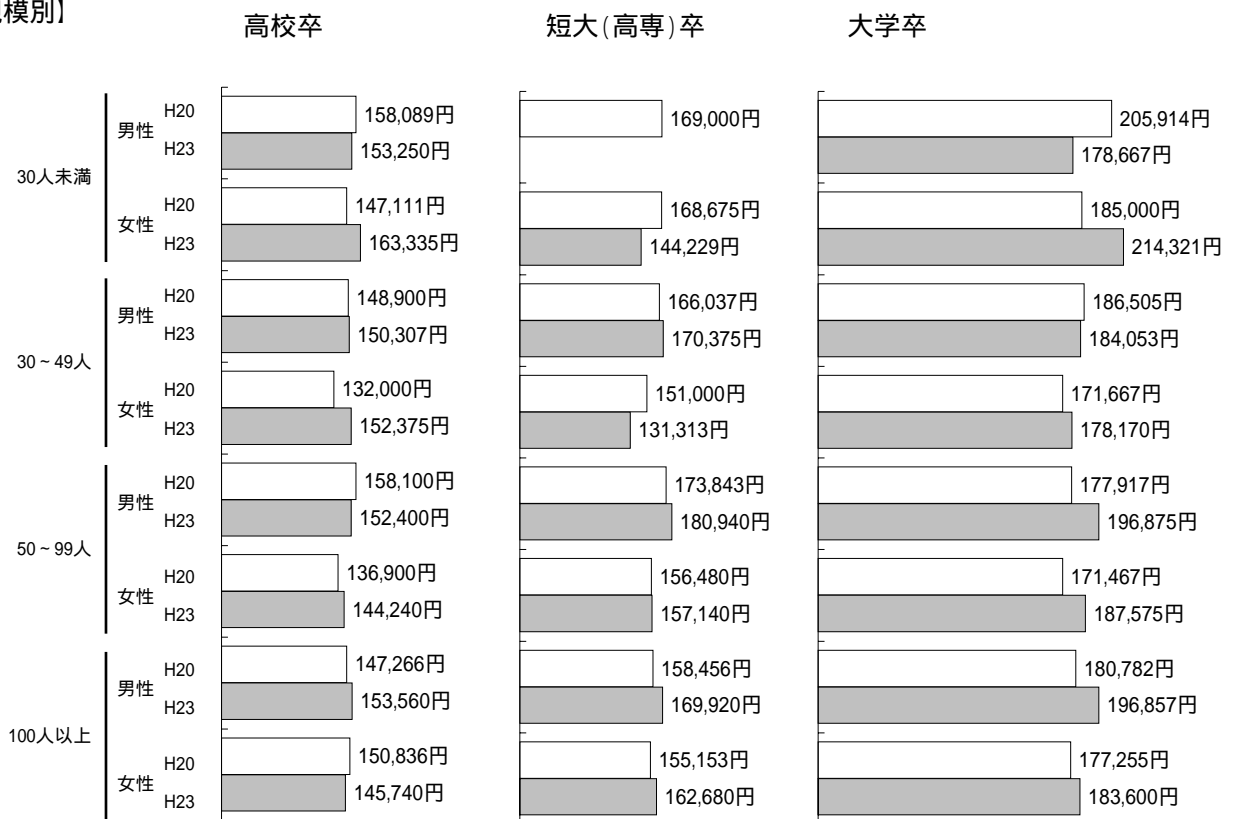 模別】
高校卒 短大(高専)卒 大学卒
30人未満
男性 H20 158,089円 169,000円 205,914円
H23 153,250円 178,667円
女性 H20 147,111円 168,675円 185,000円
H23 163,335円 144,229円 214,321円
30~49人
男性 H20 148,900円 166,037円 186,505円
H23 150,307円 170,375円 184,053円
女性 H20 132,000円 151,000円 171,667円
H23 152,375円 131,313円 178,170円
50~99人
男性 H20 158,100円 173,843円 177,917円
H23 152,400円 180,940円 196,875円
女性 H20 136,900円 156,480円 171,467円
H23 144,240円 157,140円 187,575円
100人以上
男性 H20 147,266円 158,456円 180,782円
H23 153,560円 169,920円 196,857円
女性 H20 150,836円 155,153円 177,255円
H23 145,740円 162,680円 183,600円